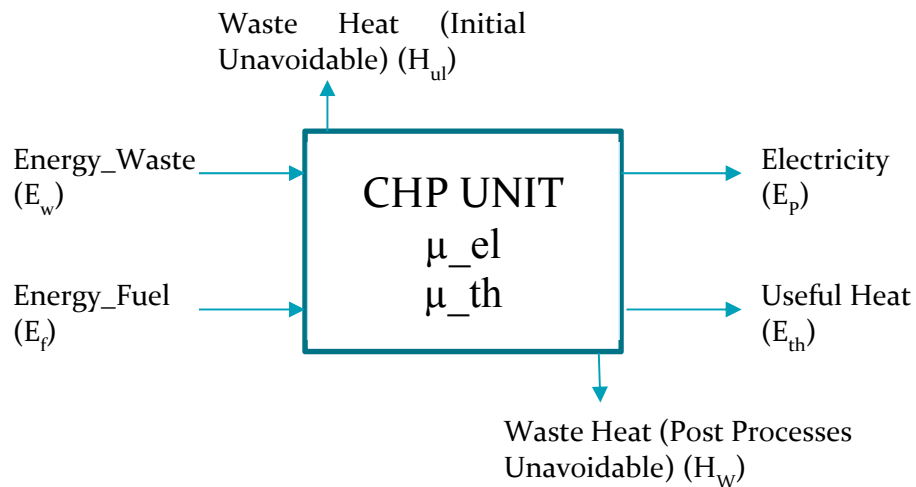 Waste Heat (Initial
Unavoidable) (H_ul)
Energy_Waste
(E_w)
Energy_Fuel
(E_f)
CHP UNIT
μ_el
μ_th
Electricity
(E_P)
Useful Heat
(E_th)
Waste Heat (Post Processes
Unavoidable) (H_W)